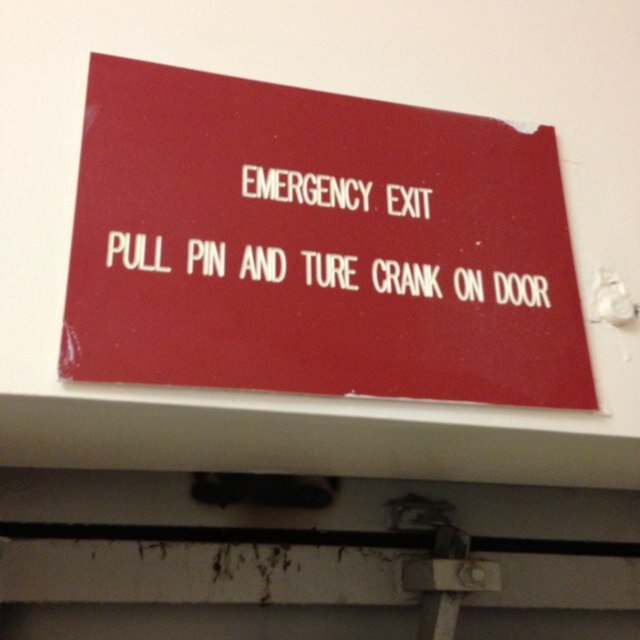 EMERGENCY EXIT
PULL PIN AND TURE CRANK ON DOOR